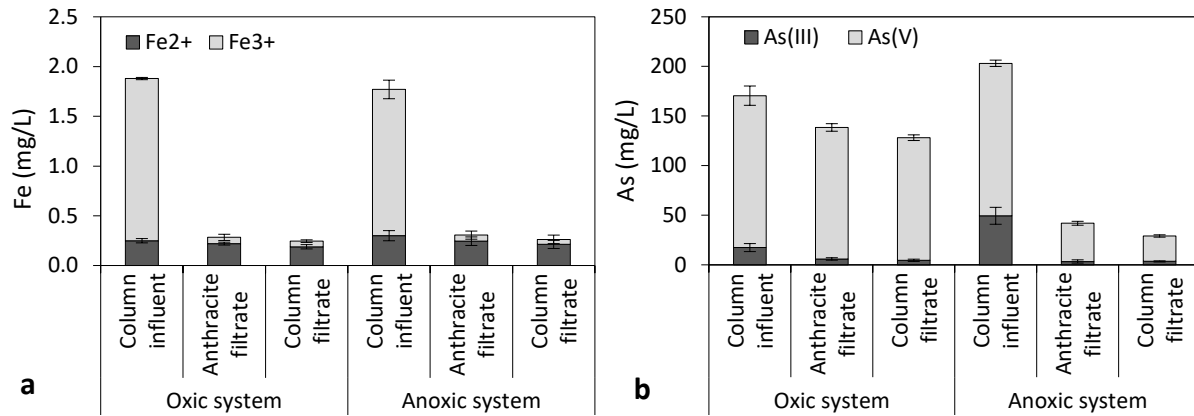 2.5
2.0
1.5
1.0
0.5
0.0
Fe (mg/L)
Fe2+ Fe3+
Column influent
Anthracite filtrate
Column filtrate
Column influent
Anthracite filtrate
Column filtrate
Oxic system Anoxic system
a
250
200
150
100
50
0
As (mg/L)
As(III) As(V)
Column influent
Anthracite filtrate
Column filtrate
Column influent
Anthracite filtrate
Column filtrate
Oxic system Anoxic system
b